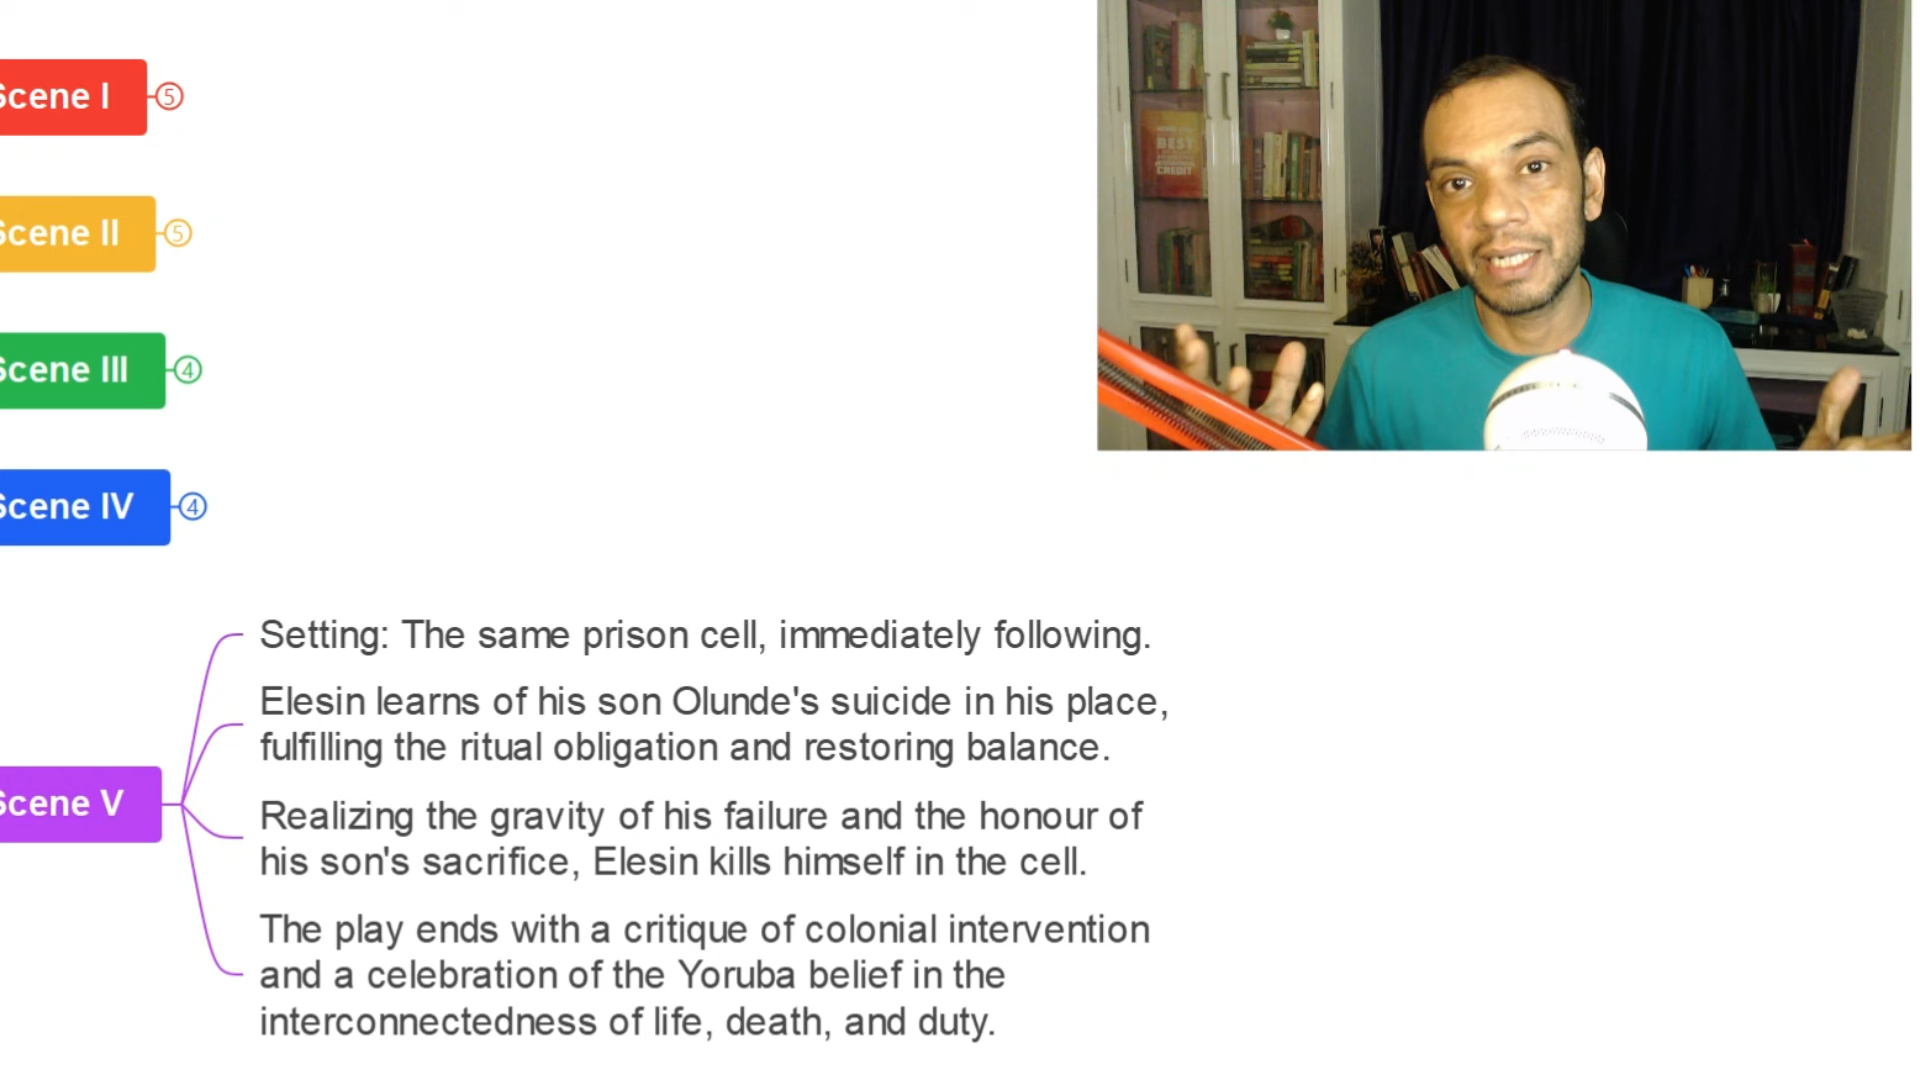 Scene I
5
Scene II
5
Scene III
4
Scene IV
4
Scene V
Setting: The same prison cell, immediately following.
Elesin learns of his son Olunde's suicide in his place,
fulfilling the ritual obligation and restoring balance.
Realizing the gravity of his failure and the honour of
his son's sacrifice, Elesin kills himself in the cell.
The play ends with a critique of colonial intervention
and a celebration of the Yoruba belief in the
interconnectedness of life, death, and duty.
BEST
CREDIT